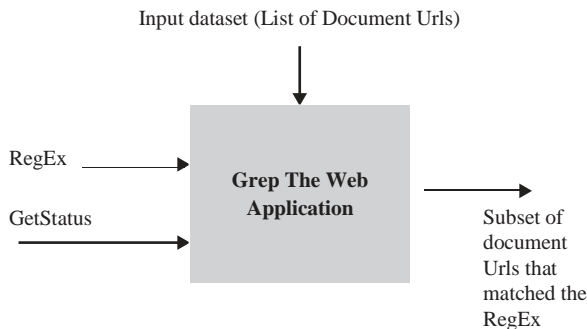 Input dataset (List of Document Urls)
RegEx
Grep The Web
Application
GetStatus
Subset of
document
Urls that
matched the
RegEx